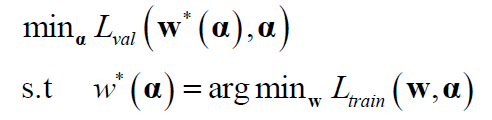 min_α L_val (w*(α), α)
s.t w*(α) = arg min_w L_train (w, α)